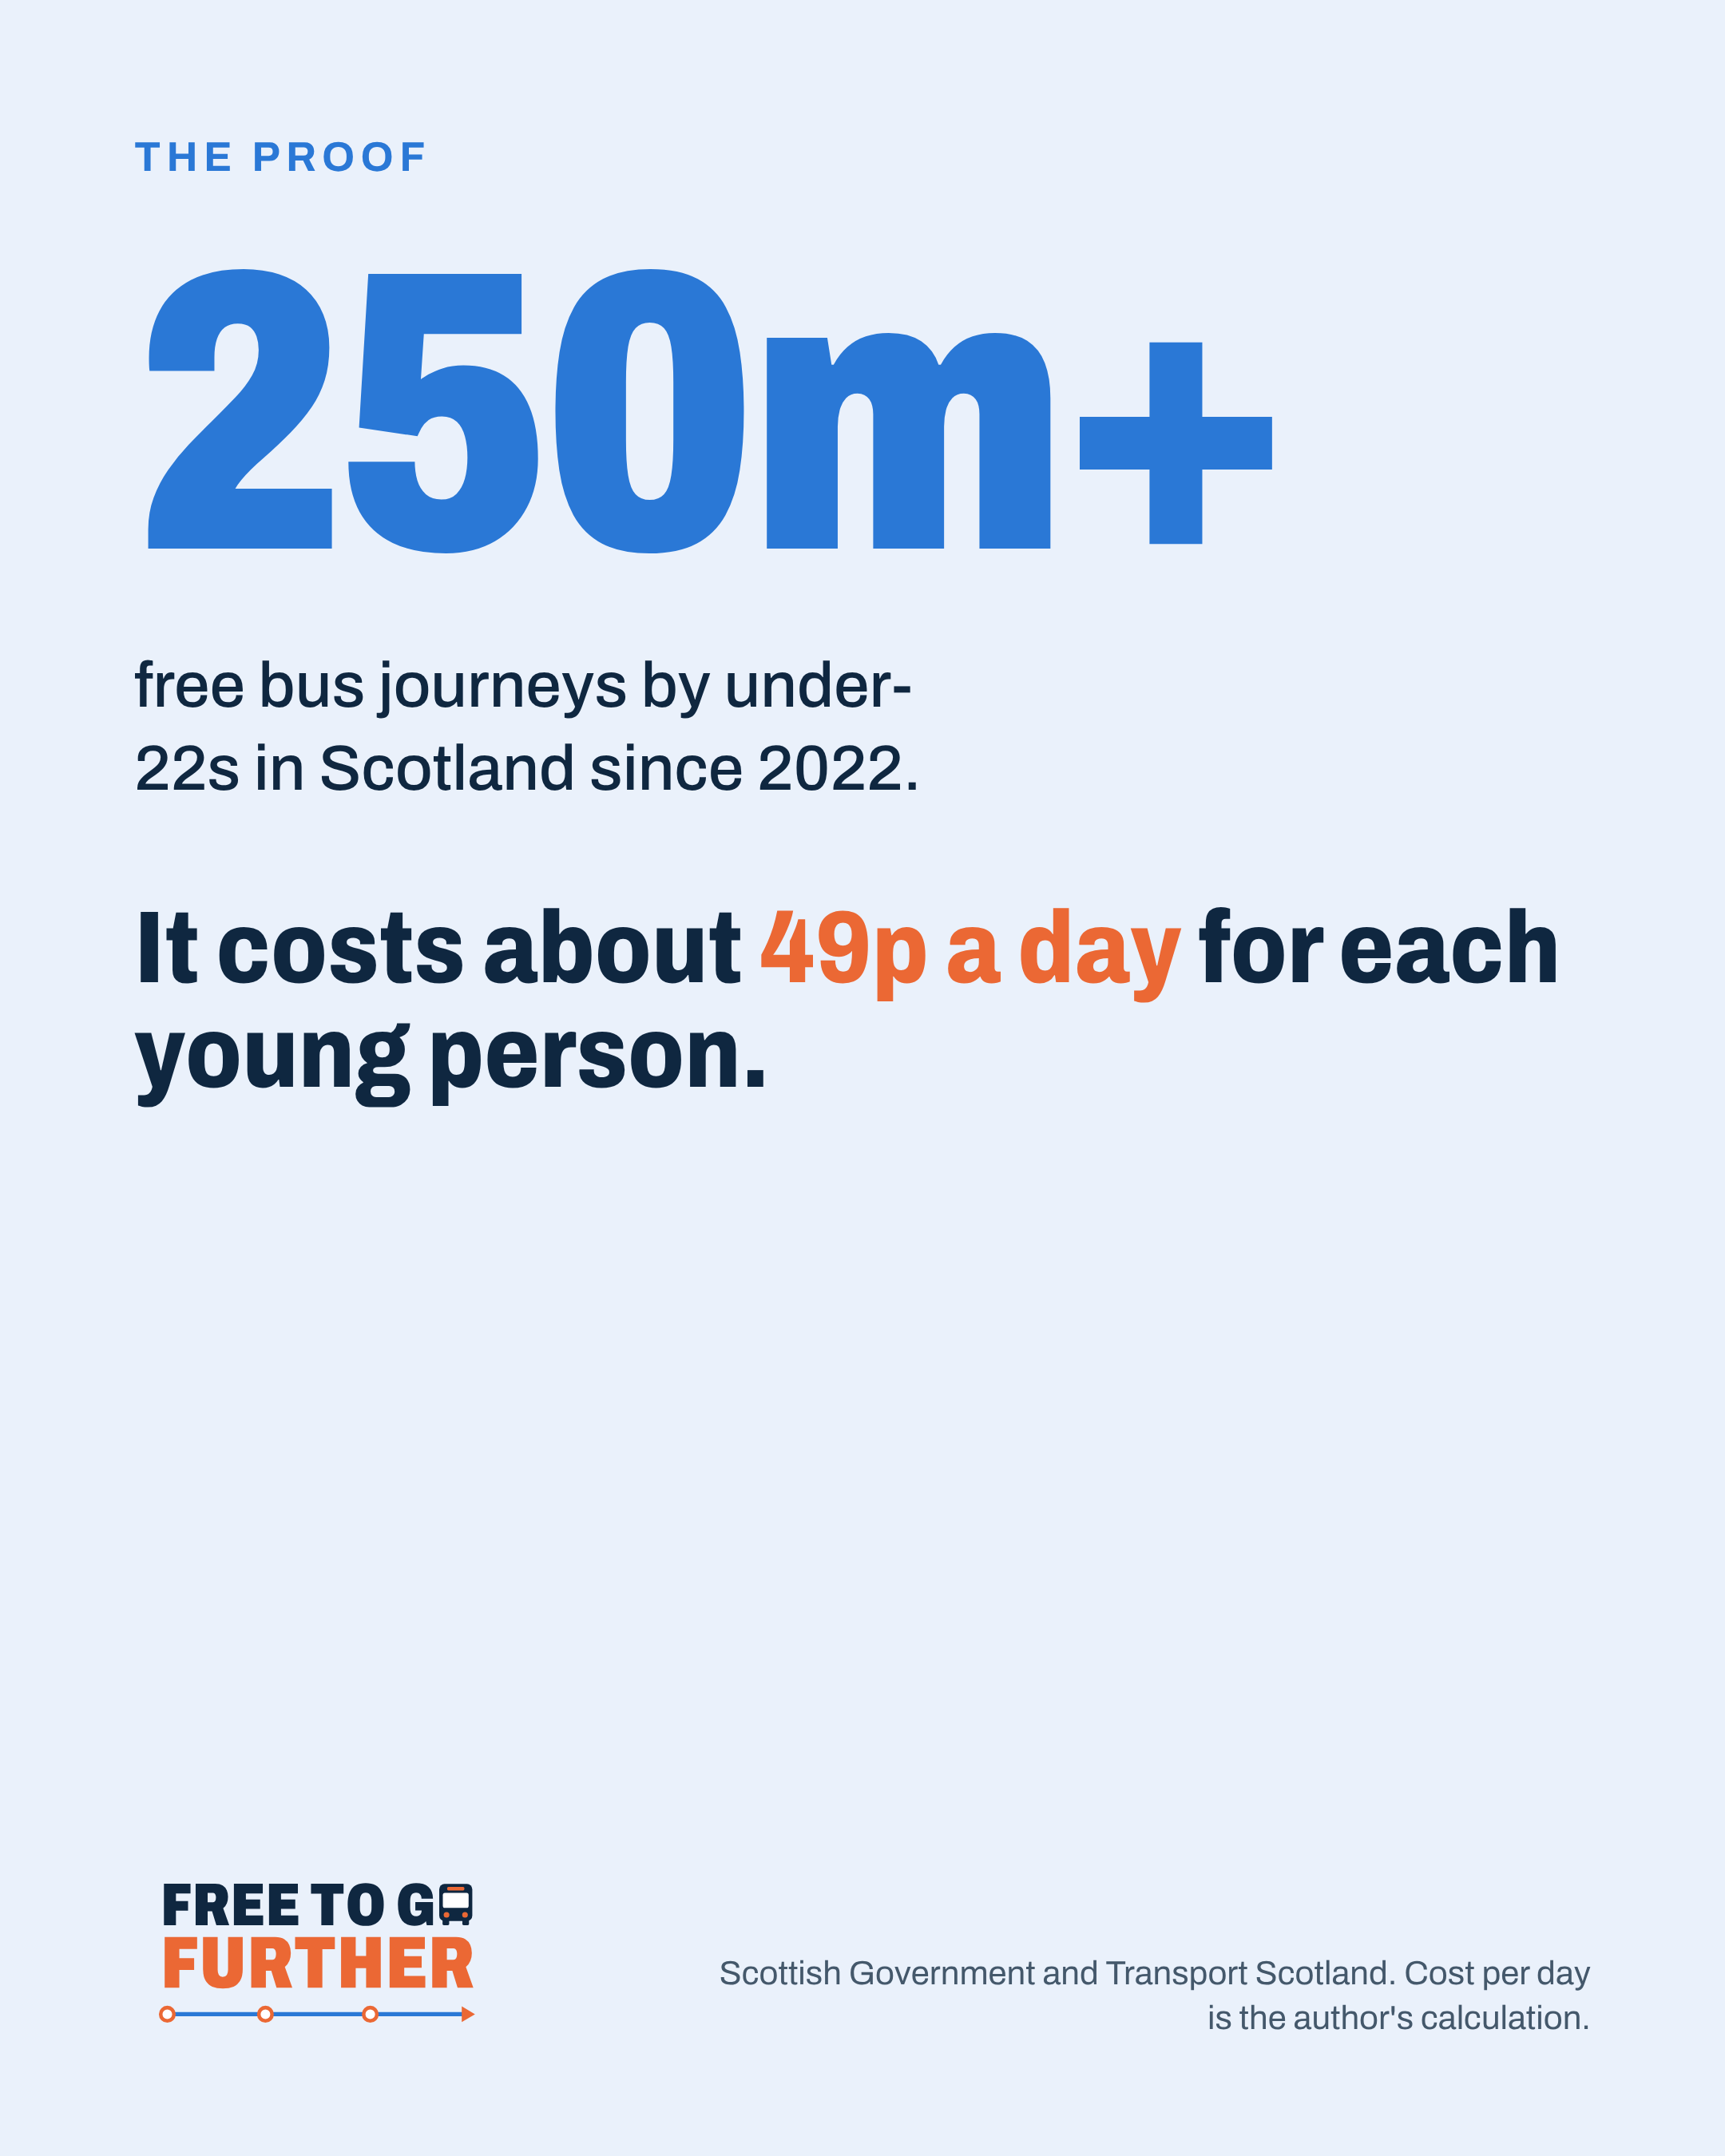 THE PROOF
250m+
free bus journeys by under-
22s in Scotland since 2022.
It costs about 49p a day for each
young person.
FREE TO GO
FURTHER
Scottish Government and Transport Scotland. Cost per day
is the author's calculation.